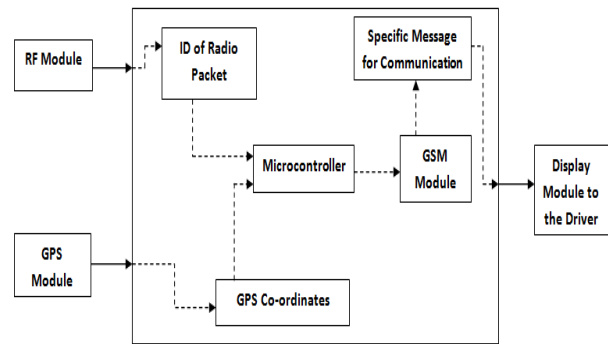 RF Module
ID of Radio
Packet
Specific Message
for Communication
Microcontroller
GSM
Module
Display
Module to
the Driver
GPS
Module
GPS Co-ordinates